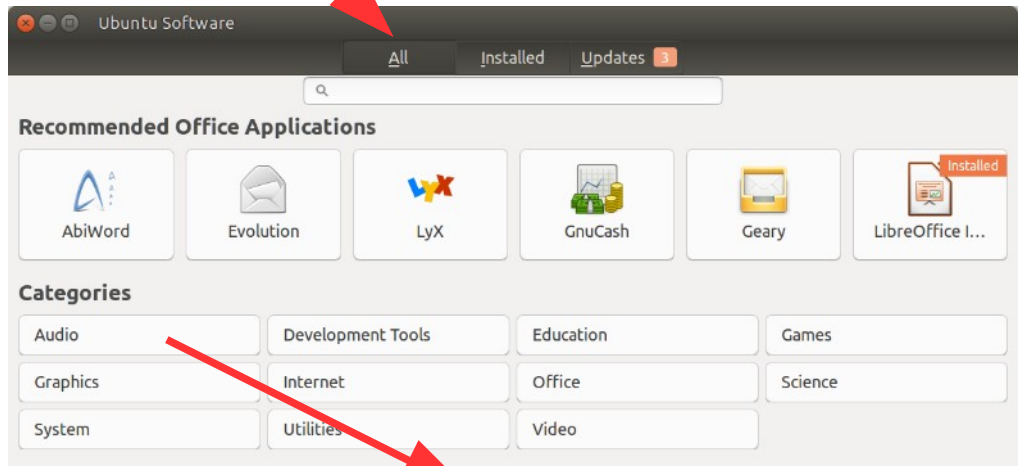 Ubuntu Software
All Installed Updates 3
Recommended Office Applications
Installed
LyX
AbiWord Evolution LyX GnuCash Geary LibreOffice I...
Categories
Audio Development Tools Education Games
Graphics Internet Office Science
System Utilities Video